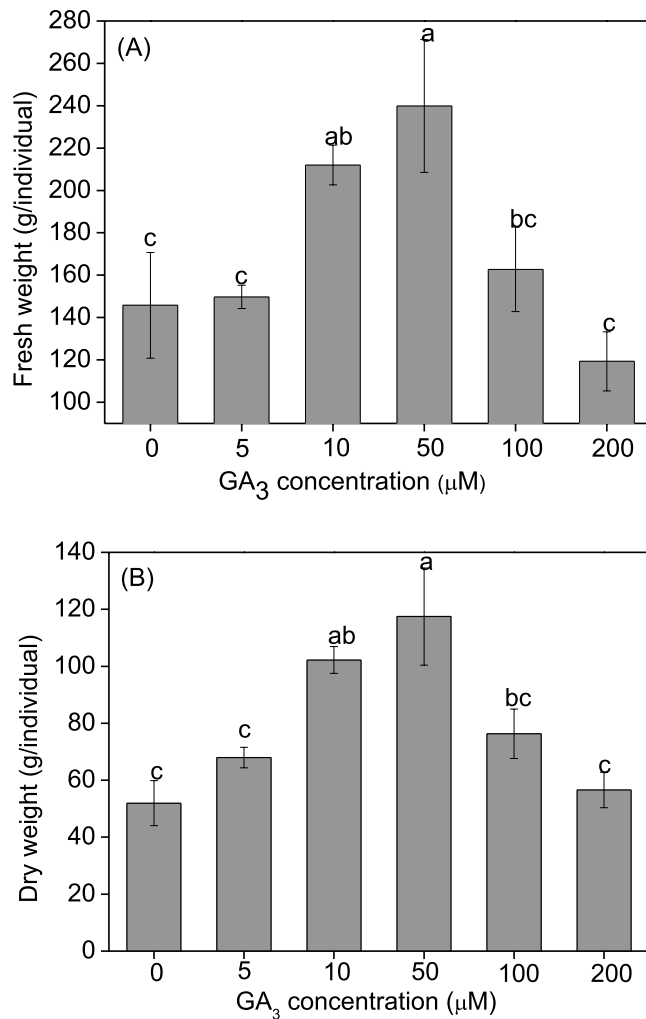 (A)
Fresh weight (g/individual)
280
260
240
220
200
180
160
140
120
100
c
c
ab
a
bc
c
0 5 10 50 100 200
GA3 concentration (μM)
(B)
Dry weight (g/individual)
140
120
100
80
60
40
20
0
c
c
ab
a
bc
c
0 5 10 50 100 200
GA3 concentration (μM)